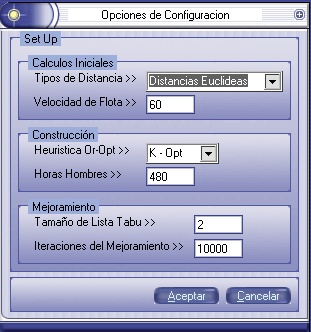 Opciones de Configuracion
Set Up
Calculos Iniciales
Tipos de Distancia >> Distancias Euclideas
Velocidad de Flota >> 60
Construcción
Heuristica Or-Opt >> K - Opt
Horas Hombres >> 480
Mejoramiento
Tamaño de Lista Tabu >> 2
Iteraciones del Mejoramiento >> 10000
Aceptar Cancelar